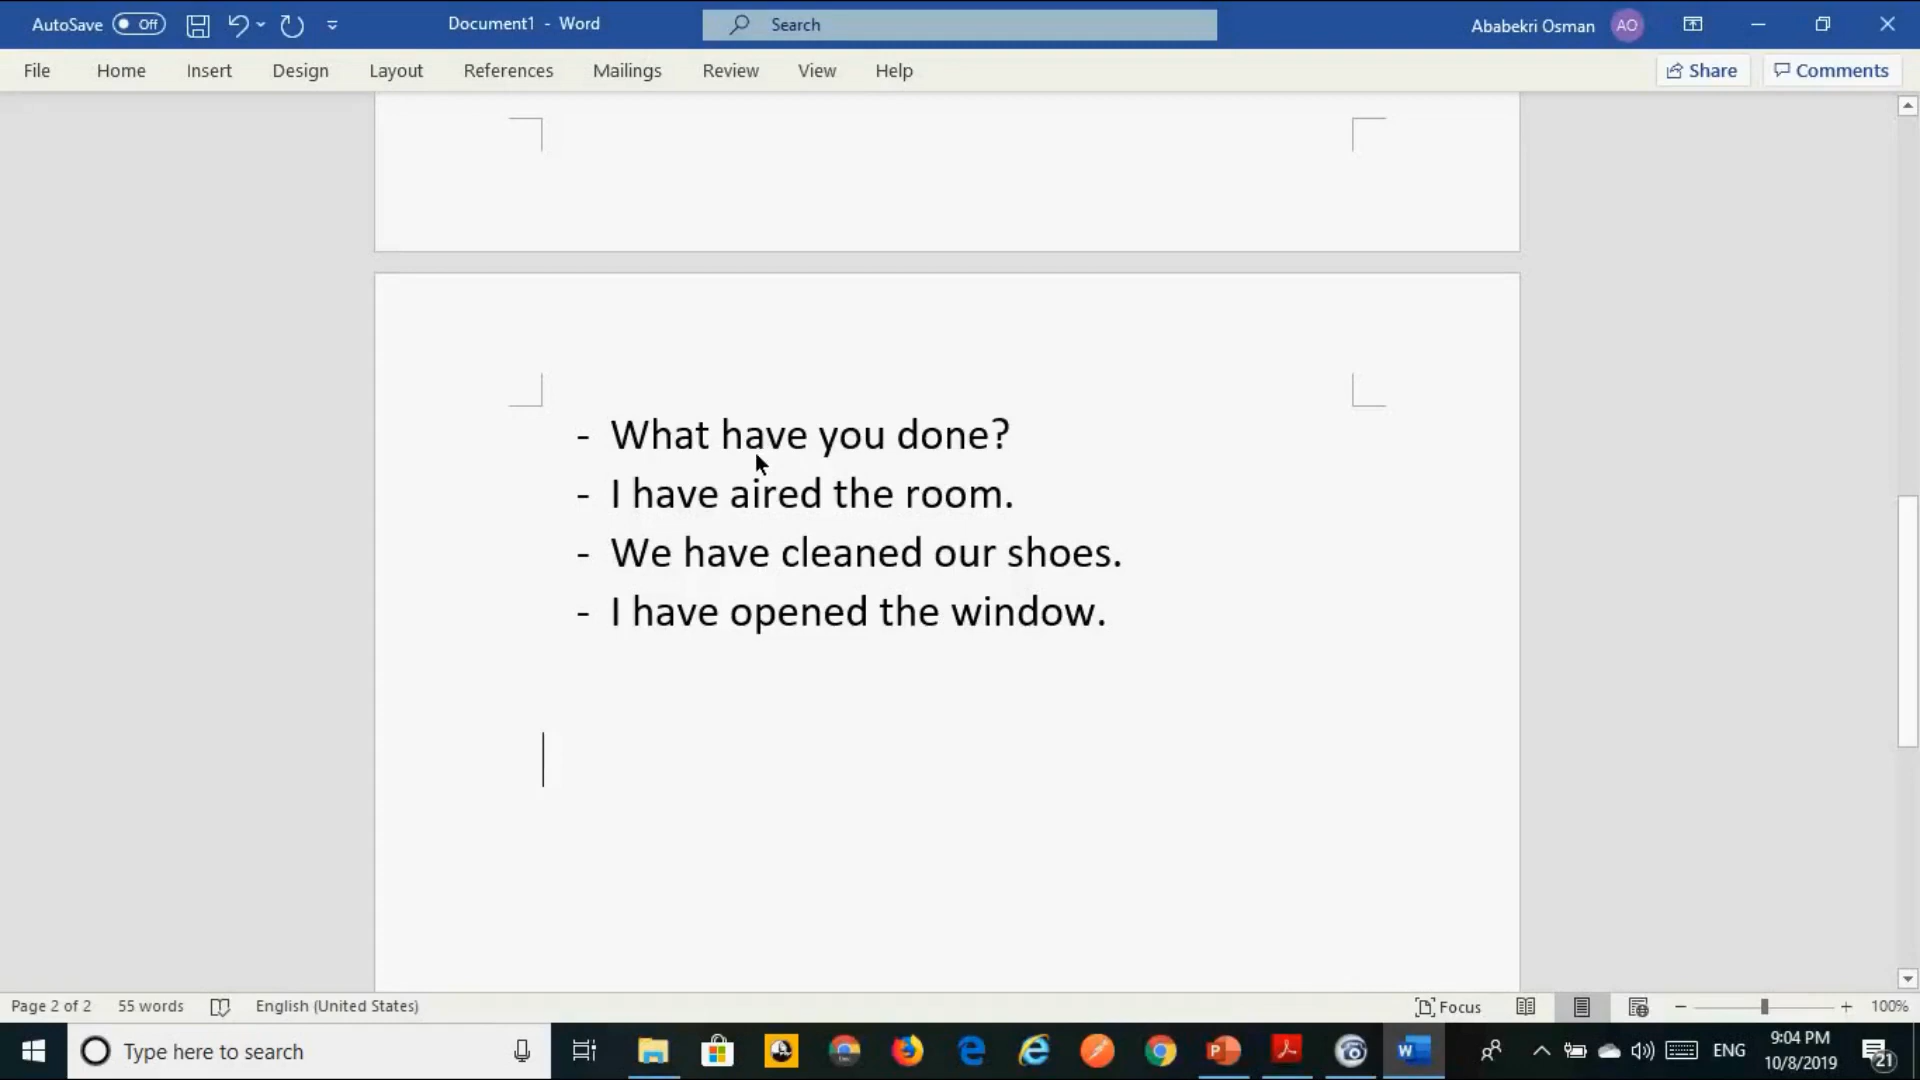 AutoSave Off Document1 - Word Search Ababekri Osman AO
File Home Insert Design Layout References Mailings Review View Help Share Comments
- What have you done?
- I have aired the room.
- We have cleaned our shoes.
- I have opened the window.
Page 2 of 2 55 words English (United States) Focus 100%
Type here to search ENG 9:04 PM
10/8/2019 21